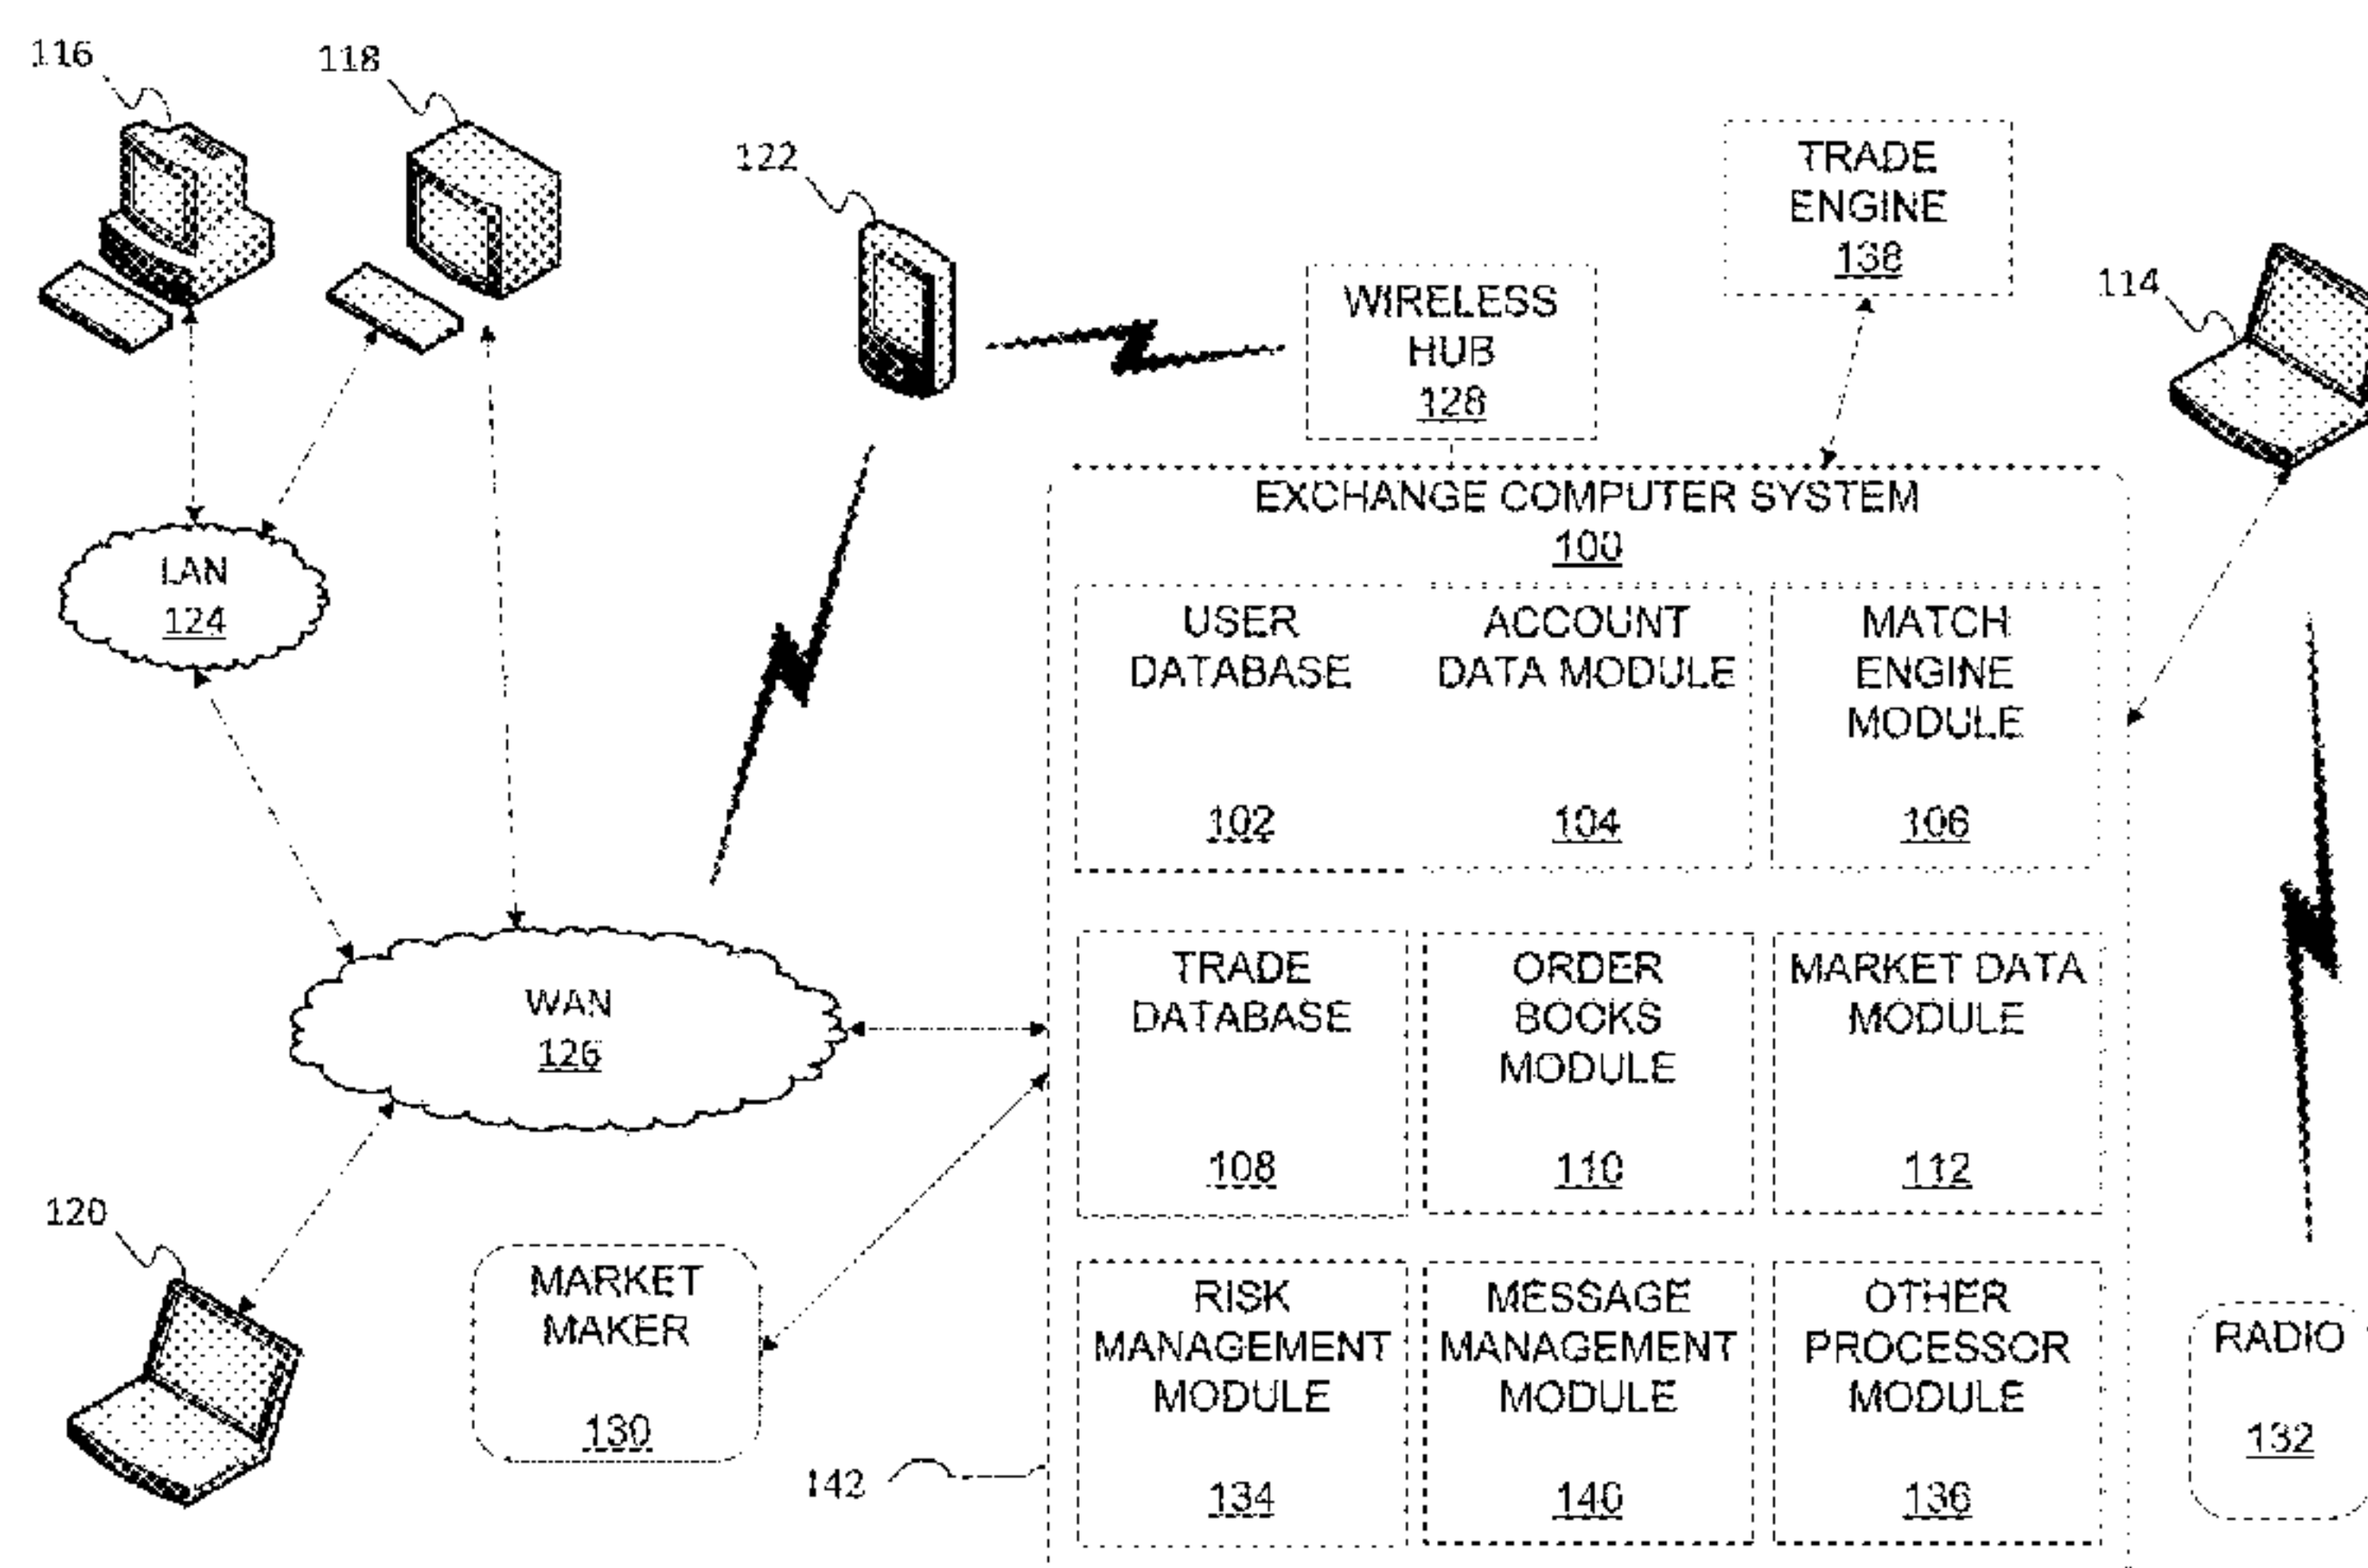 116
118
122
TRADE
ENGINE
138
114
WIRELESS
HUB
128
EXCHANGE COMPUTER SYSTEM
100
LAN
124
USER
DATABASE
102
ACCOUNT
DATA MODULE
104
MATCH
ENGINE
MODULE
106
WAN
126
TRADE
DATABASE
108
ORDER
BOOKS
MODULE
110
MARKET DATA
MODULE
112
120
MARKET
MAKER
130
RISK
MANAGEMENT
MODULE
134
MESSAGE
MANAGEMENT
MODULE
140
OTHER
PROCESSOR
MODULE
136
RADIO
132
142